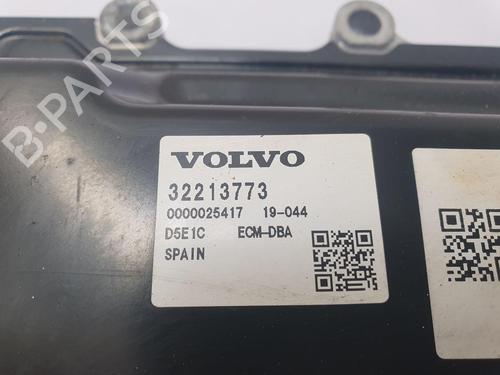 B-PARTS
VOLVO
32213773
0000025417 19-044
D5E1C ECM-DBA
SPAIN